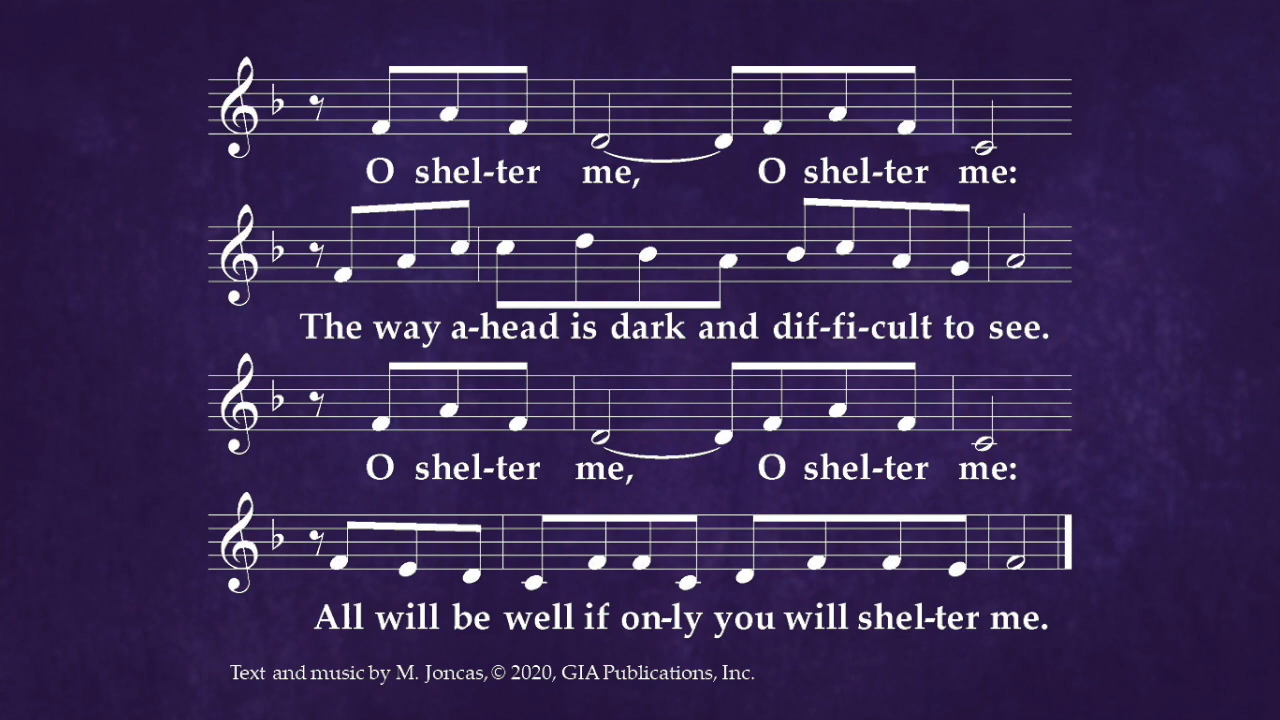 O shel-ter me, O shel-ter me:
The way a-head is dark and dif-fi-cult to see.
O shel-ter me, O shel-ter me:
All will be well if on-ly you will shel-ter me.
Text and music by M. Joncas, © 2020, GIA Publications, Inc.